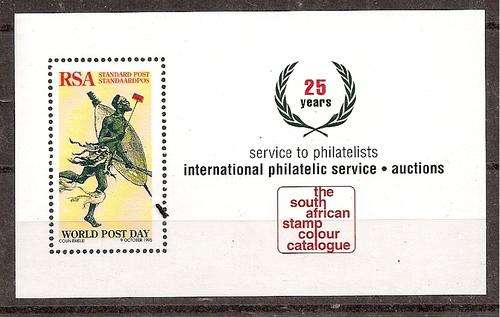 RSA
STANDARD POST
STANDAARDPOS
WORLD POST DAY
9 OCTOBER 1995
25
years
service to philatelists
international philatelic service • auctions
the
south
african
stamp
colour
catalogue